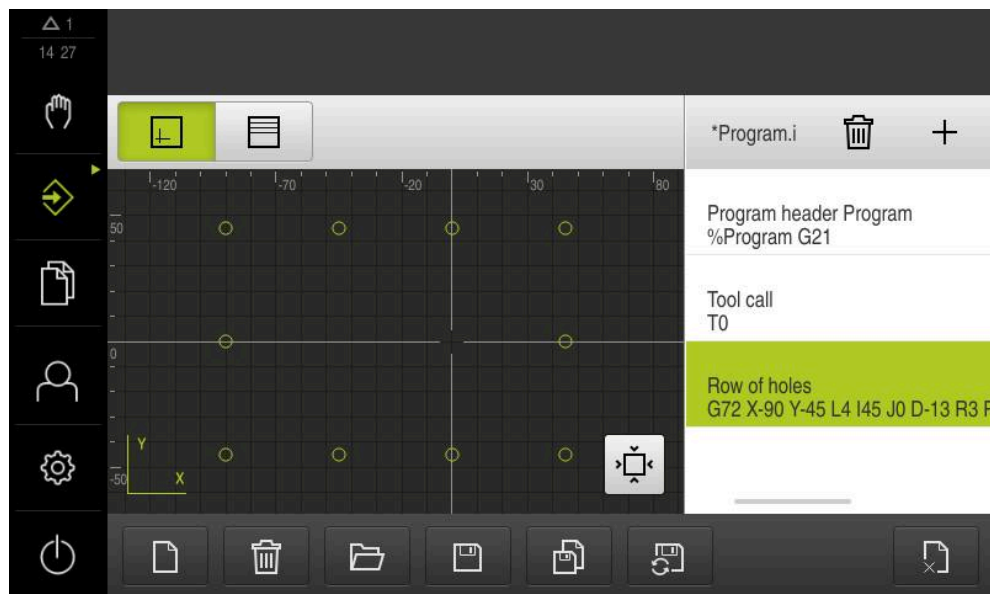 1
14 27
*Program.i
-120
-70
-20
30
80
50
0
-50
Y
X
Program header Program
%Program G21
Tool call
T0
Row of holes
G72 X-90 Y-45 L4 I45 J0 D-13 R3